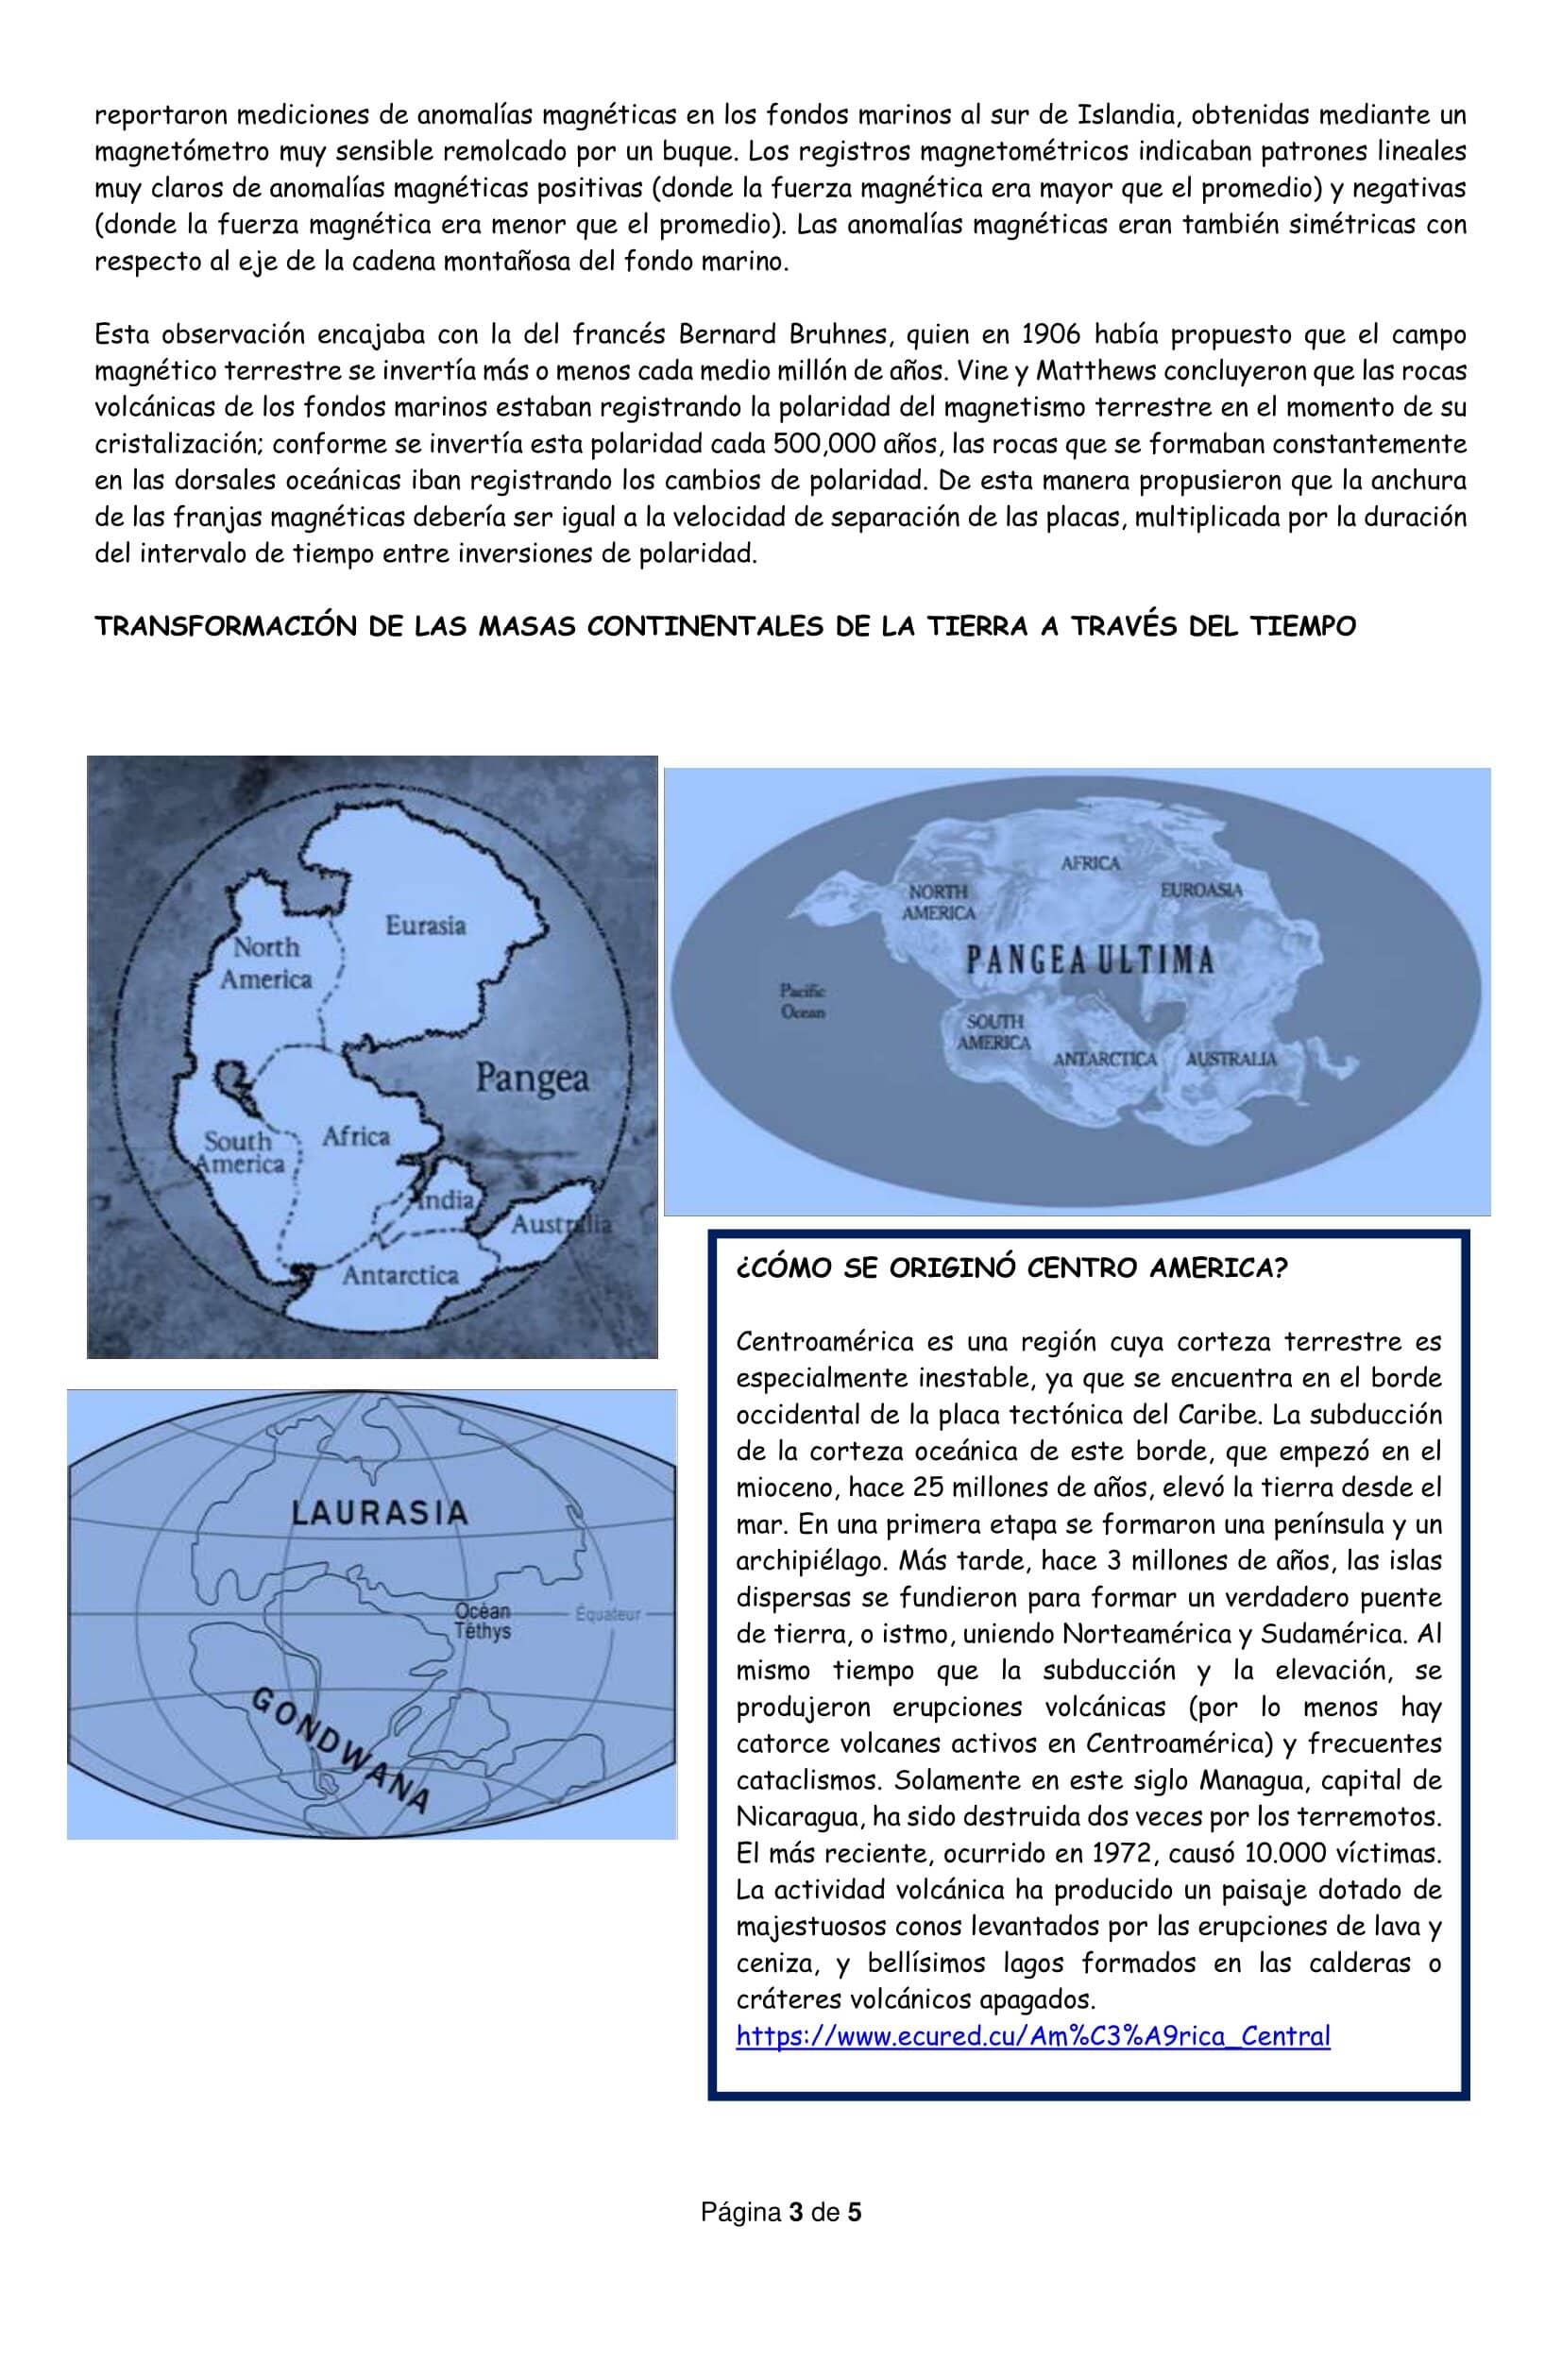 reportaron mediciones de anomalías magnéticas en los fondos marinos al sur de Islandia, obtenidas mediante un
magnetómetro muy sensible remolcado por un buque. Los registros magnetométricos indicaban patrones lineales
muy claros de anomalías magnéticas positivas (donde la fuerza magnética era mayor que el promedio) y negativas
(donde la fuerza magnética era menor que el promedio). Las anomalías magnéticas eran también simétricas con
respecto al eje de la cadena montañosa del fondo marino.
Esta observación encajaba con la del francés Bernard Bruhnes, quien en 1906 había propuesto que el campo
magnético terrestre se invertía más o menos cada medio millón de años. Vine y Matthews concluyeron que las rocas
volcánicas de los fondos marinos estaban registrando la polaridad del magnetismo terrestre en el momento de su
cristalización; conforme se invertía esta polaridad cada 500,000 años, las rocas que se formaban constantemente
en las dorsales oceánicas iban registrando los cambios de polaridad. De esta manera propusieron que la anchura
de las franjas magnéticas debería ser igual a la velocidad de separación de las placas, multiplicada por la duración
del intervalo de tiempo entre inversiones de polaridad.
TRANSFORMACIÓN DE LAS MASAS CONTINENTALES DE LA TIERRA A TRAVÉS DEL TIEMPO
Eurasia
North
America
Pangea
South
America
Africa
India
Australia
Antarctica
AFRICA
NORTH
AMERICA
EUROASIA
PANGEA ULTIMA
Pacific
Ocean
SOUTH
AMERICA
ANTARCTICA
AUSTRALIA
LAURASIA
Océan
Téthys
Équateur
GONDWANA
¿CÓMO SE ORIGINÓ CENTRO AMERICA?
Centroamérica es una región cuya corteza terrestre es
especialmente inestable, ya que se encuentra en el borde
occidental de la placa tectónica del Caribe. La subducción
de la corteza oceánica de este borde, que empezó en el
mioceno, hace 25 millones de años, elevó la tierra desde el
mar. En una primera etapa se formaron una península y un
archipiélago. Más tarde, hace 3 millones de años, las islas
dispersas se fundieron para formar un verdadero puente
de tierra, o istmo, uniendo Norteamérica y Sudamérica. Al
mismo tiempo que la subducción y la elevación, se
produjeron erupciones volcánicas (por lo menos hay
catorce volcanes activos en Centroamérica) y frecuentes
cataclismos. Solamente en este siglo Managua, capital de
Nicaragua, ha sido destruida dos veces por los terremotos.
El más reciente, ocurrido en 1972, causó 10.000 víctimas.
La actividad volcánica ha producido un paisaje dotado de
majestuosos conos levantados por las erupciones de lava y
ceniza, y bellísimos lagos formados en las calderas o
cráteres volcánicos apagados.
https://www.ecured.cu/Am%C3%A9rica_Central
Página 3 de 5